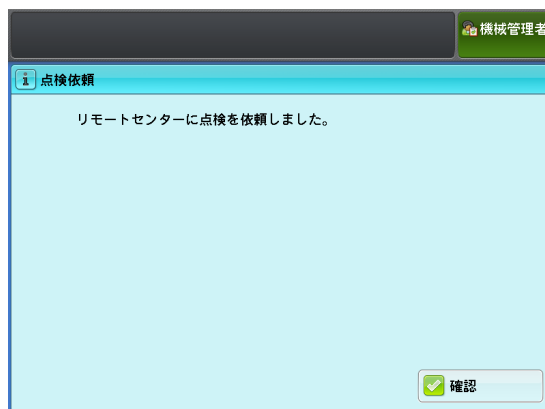 機械管理者
点検依頼
リモートセンターに点検を依頼しました。
確認